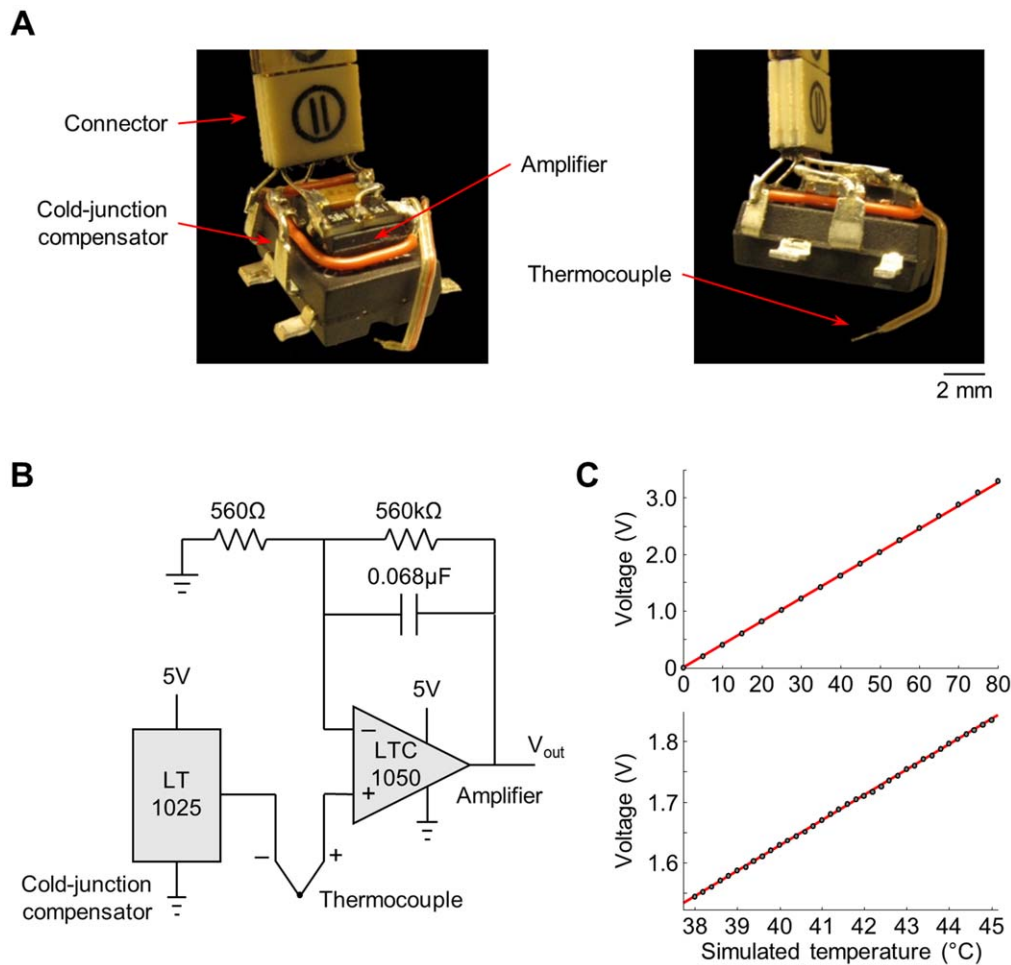 A
Connector
Cold-junction
compensator
Amplifier
Thermocouple
2 mm
B
560Ω
560kΩ
0.068µF
5V
5V
LT
1025
LTC
1050
−
+
−
+
V_out
Amplifier
Thermocouple
Cold-junction
compensator
C
Voltage (V)
3.0
2.0
1.0
0
0 10 20 30 40 50 60 70 80
Voltage (V)
1.8
1.7
1.6
38 39 40 41 42 43 44 45
Simulated temperature (°C)